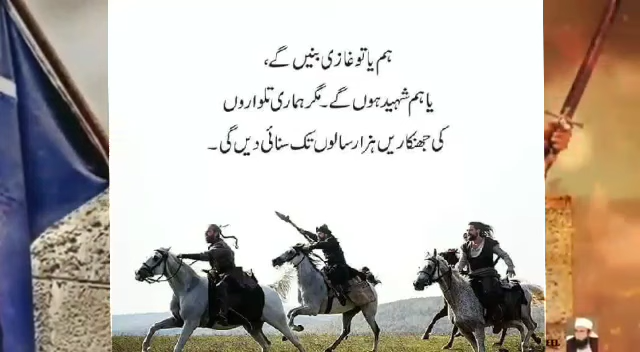 ہم یا تو غازی بنیں گے،
یا ہم شہید ہوں گے۔ مگر ہماری تلواروں
کی جھنکاریں ہزار سالوں تک سنائی دیں گی۔